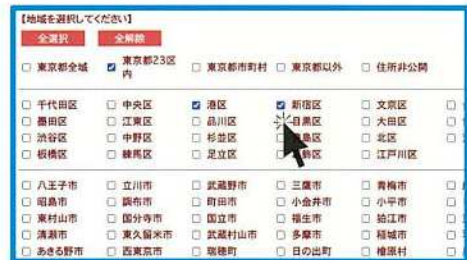 【地域を選択してください】
全選択 全解除
東京都全域 東京都23区内 東京都市町村 東京都以外 住所非公開
千代田区 中央区 港区 新宿区 文京区
墨田区 江東区 品川区 目黒区 大田区
渋谷区 中野区 杉並区 島区 北区
板橋区 練馬区 足立区 飾区 江戸川区
八王子市 立川市 武蔵野市 三鷹市 青梅市
昭島市 調布市 町田市 小金井市 小平市
東村山市 国分寺市 国立市 福生市 狛江市
清瀬市 東久留米市 武蔵村山市 多摩市 稲城市
あきる野市 西東京市 瑞穂町 日の出町 檜原村